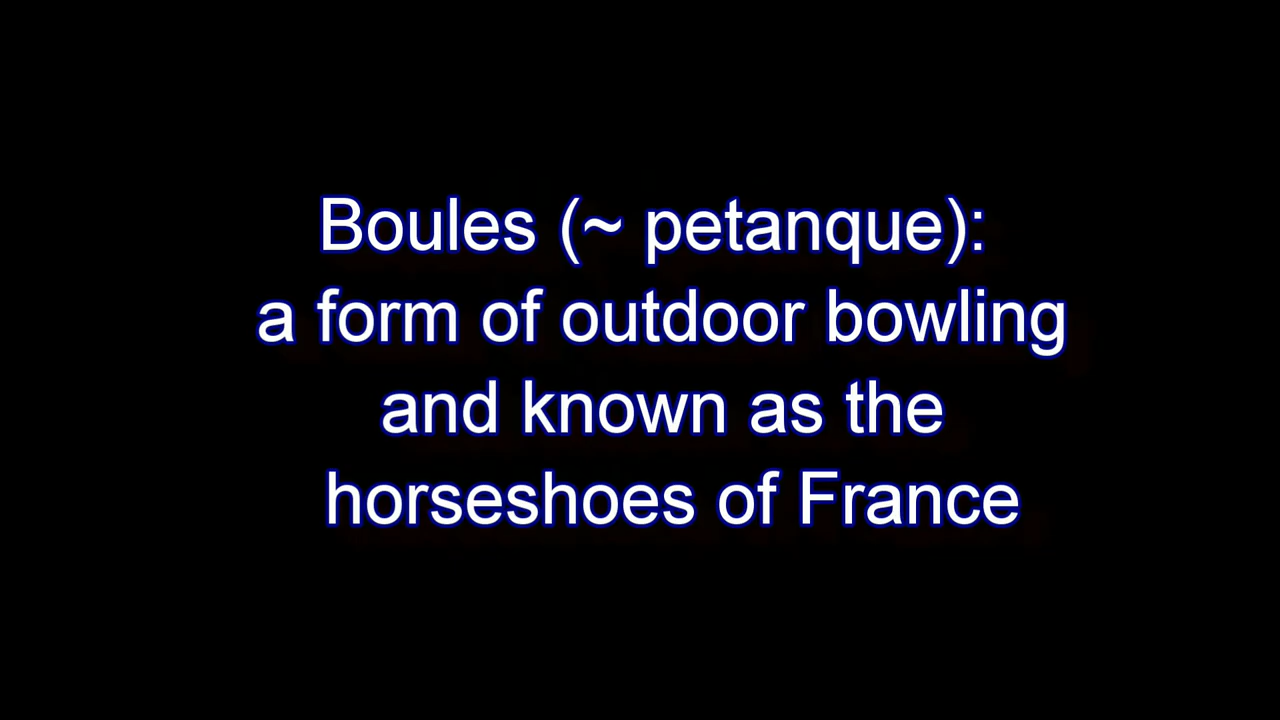 Boules (~ petanque):
a form of outdoor bowling
and known as the
horseshoes of France